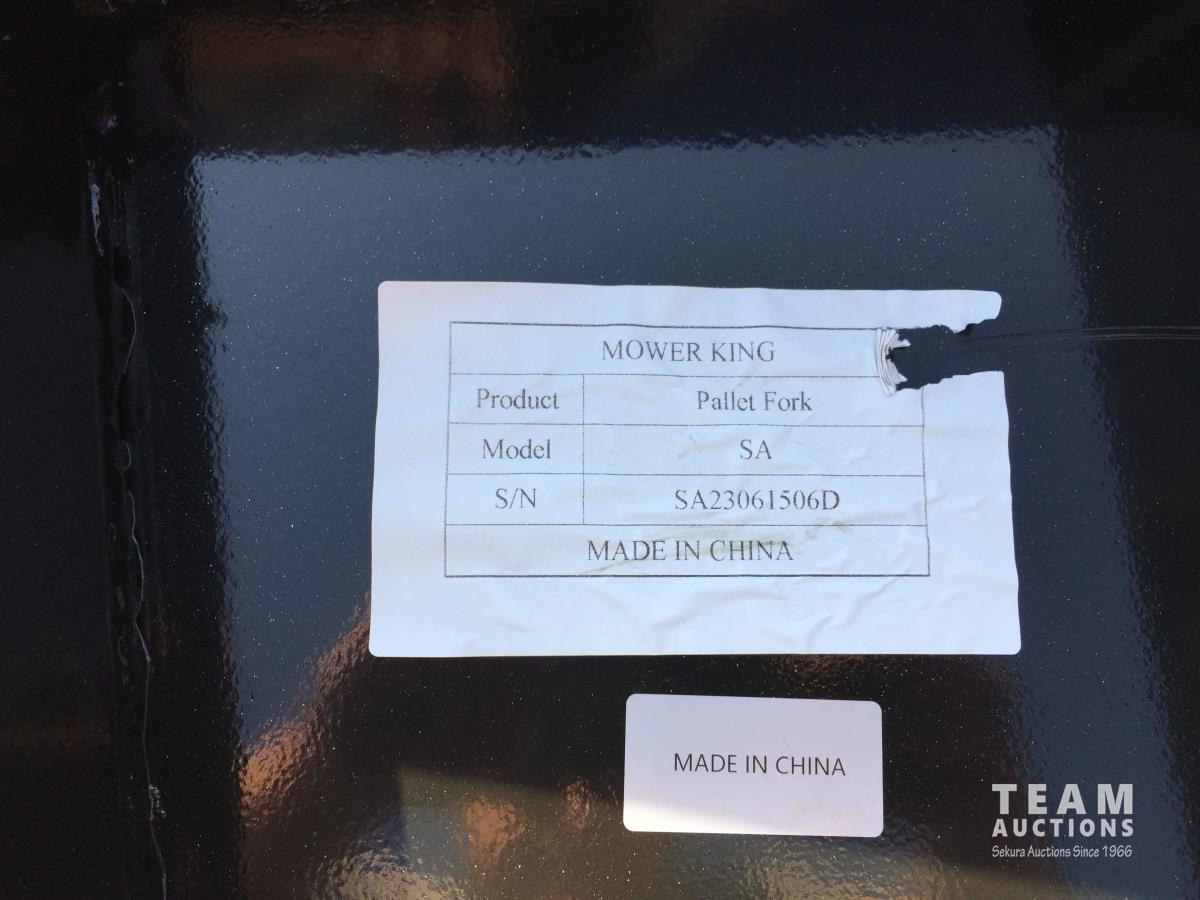 MOWER KING
Product Pallet Fork
Model SA
S/N SA23061506D
MADE IN CHINA
MADE IN CHINA
TEAM
AUCTIONS
Sekura Auctions Since 1966